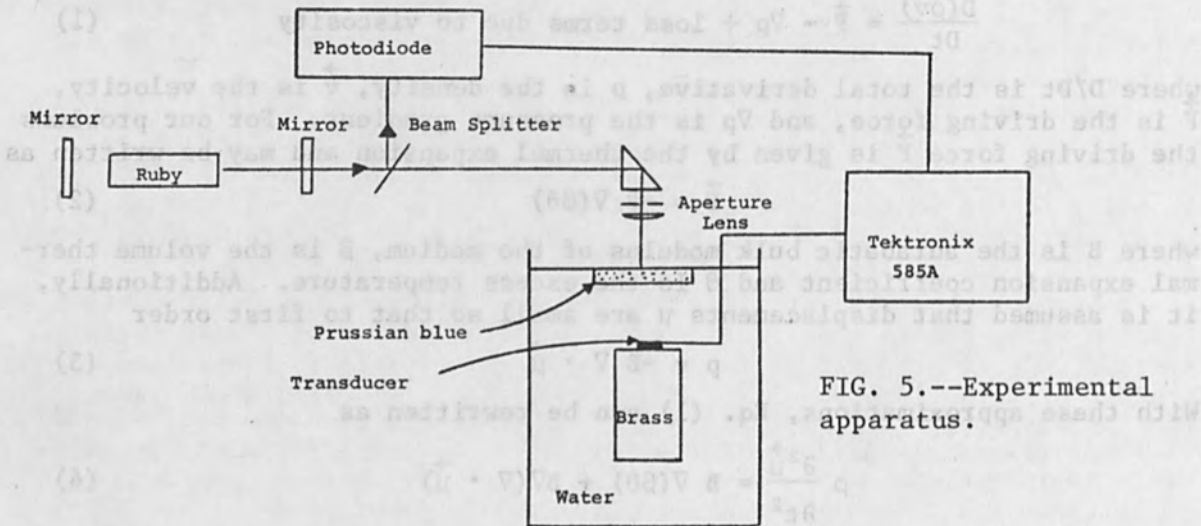 Photodiode
Mirror
Mirror
Beam Splitter
Ruby
Aperture
Lens
Tektronix
585A
Prussian blue
Transducer
Brass
FIG. 5.--Experimental
apparatus.
Water